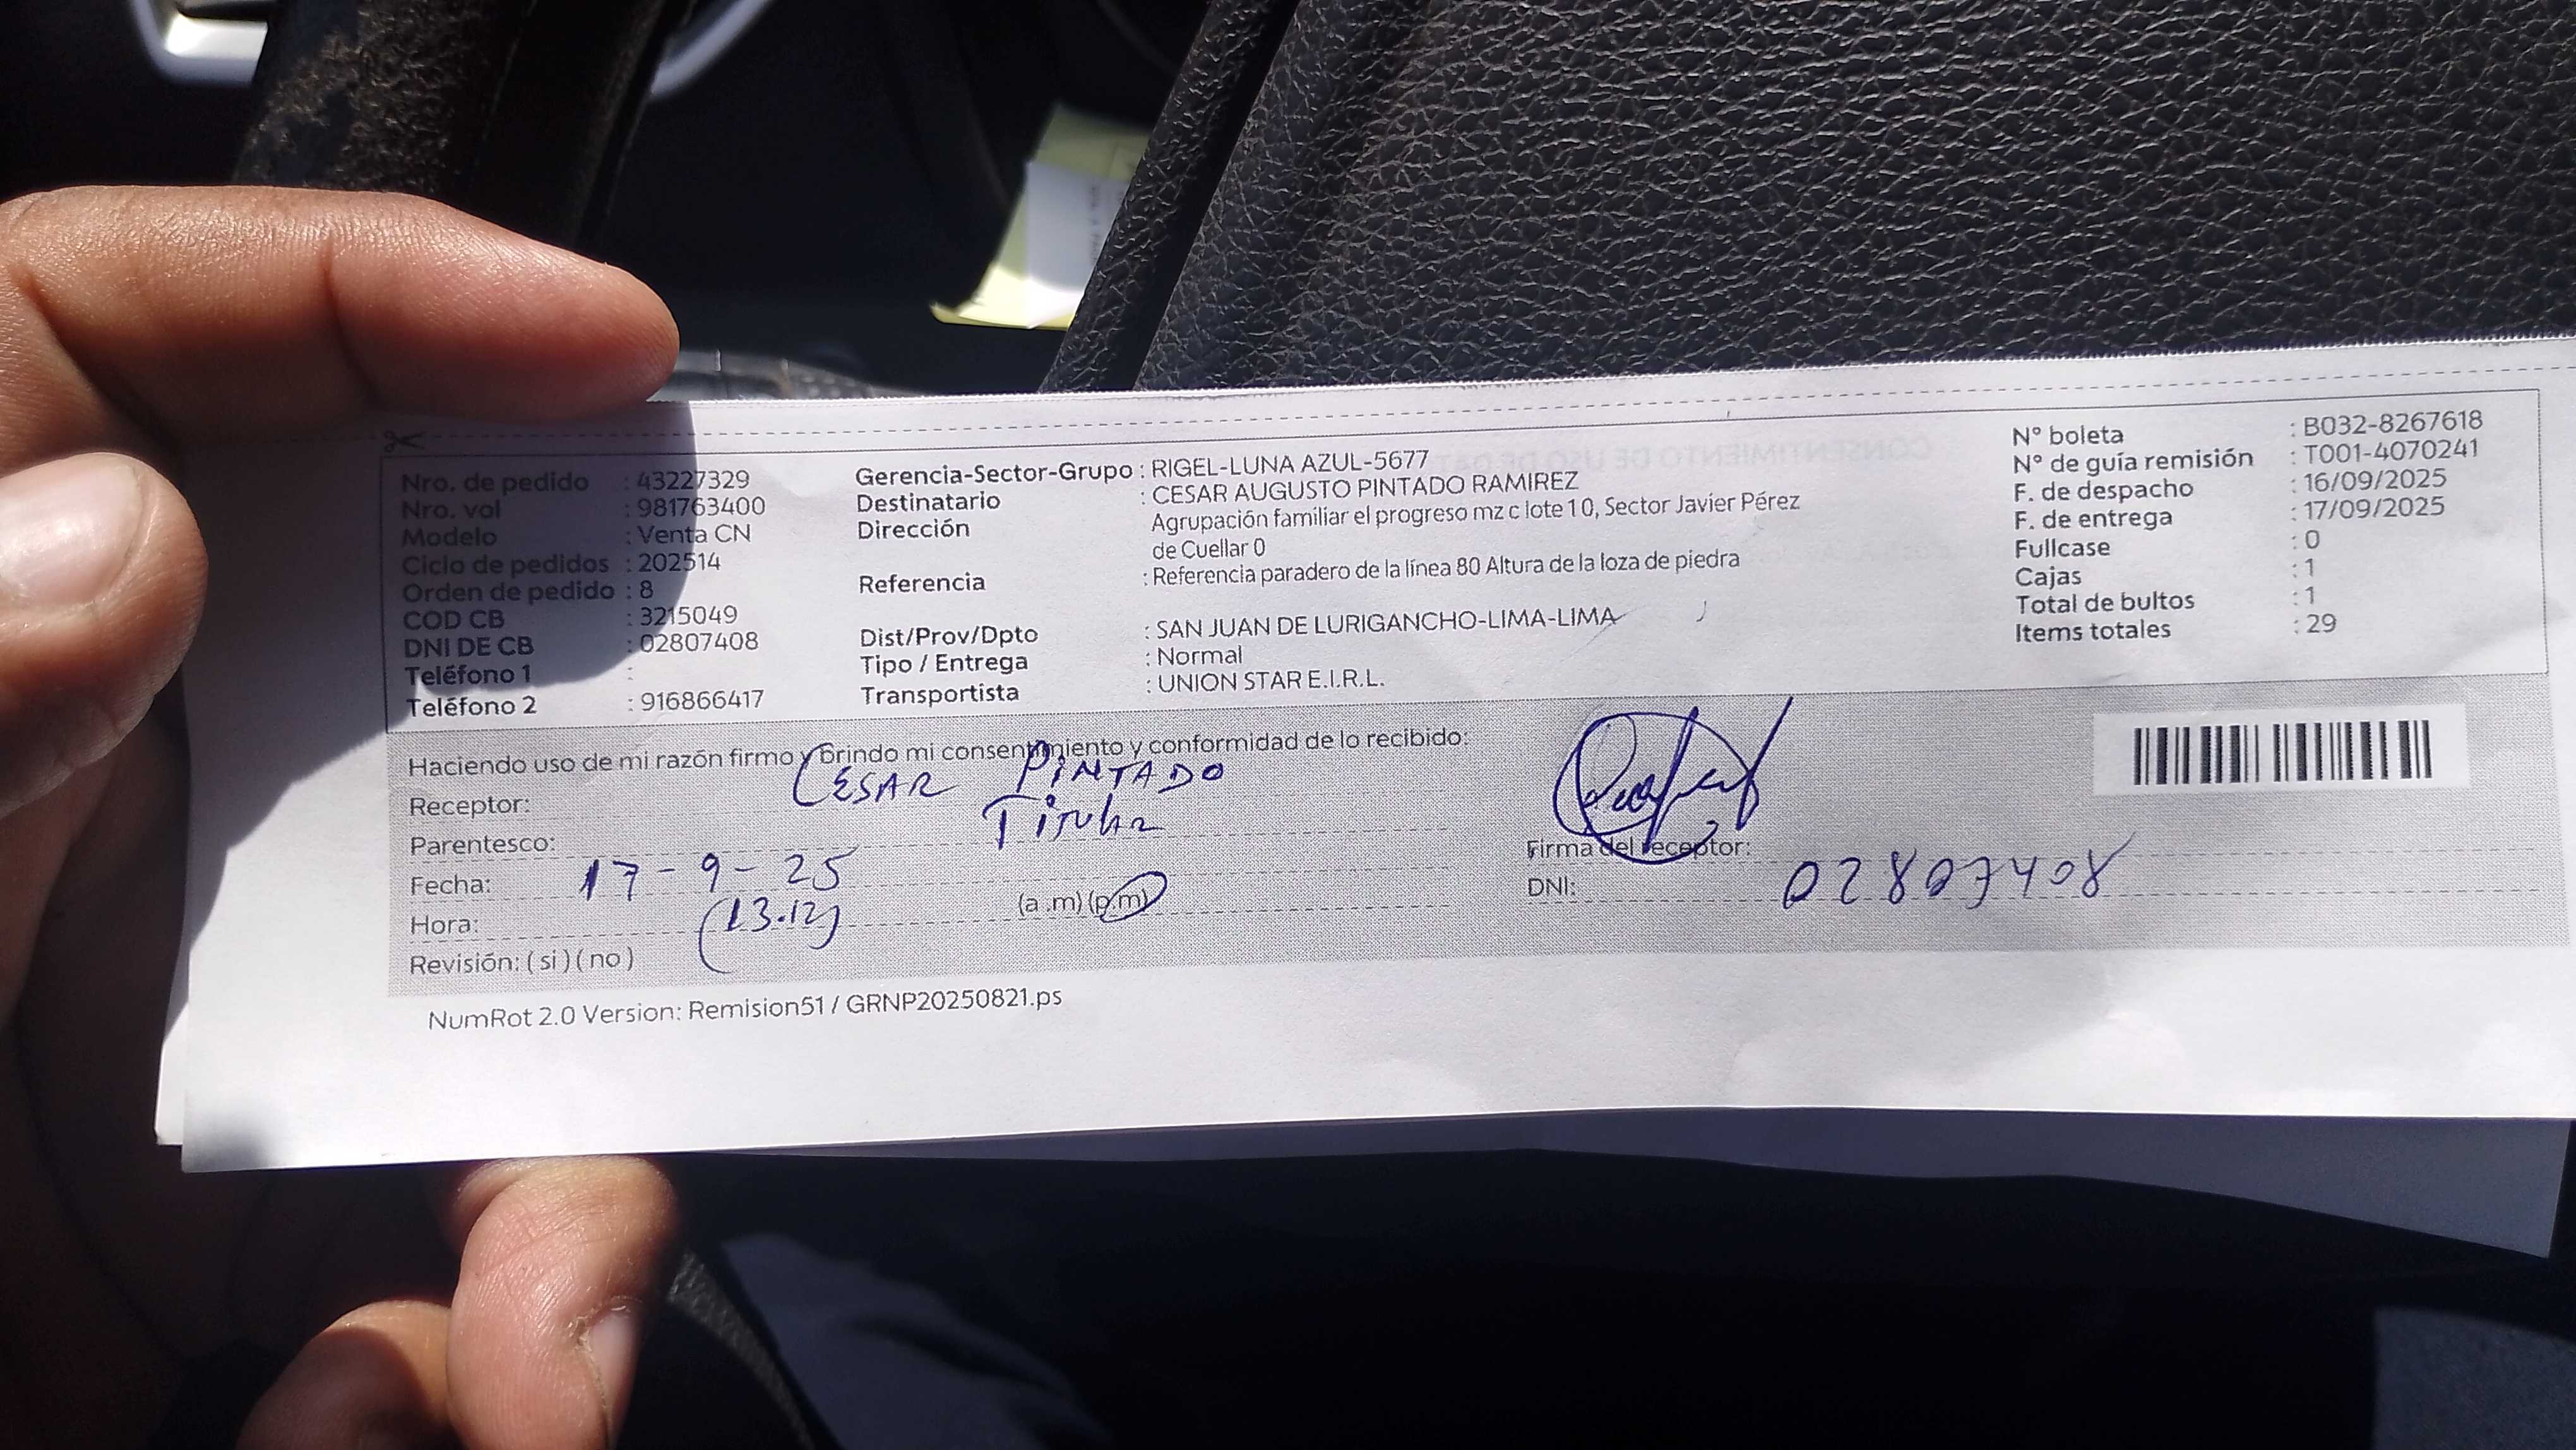 Nro. de pedido : 43227329
Nro. vol : 981763400
Modelo : Venta CN
Ciclo de pedidos : 202514
Orden de pedido : 8
COD CB : 3215049
DNI DE CB : 02807408
Teléfono 1 :
Teléfono 2 : 916866417
Gerencia-Sector-Grupo : RIGEL-LUNA AZUL-5677
Destinatario : CESAR AUGUSTO PINTADO RAMIREZ
Dirección Agrupación familiar el progreso mz c lote 10, Sector Javier Pérez
de Cuellar 0
Referencia : Referencia paradero de la línea 80 Altura de la loza de piedra
Dist/Prov/Dpto : SAN JUAN DE LURIGANCHO-LIMA-LIMA
Tipo / Entrega : Normal
Transportista : UNION STAR E.I.R.L.
N° boleta : B032-8267618
N° de guía remisión : T001-4070241
F. de despacho : 16/09/2025
F. de entrega : 17/09/2025
Fullcase : 0
Cajas : 1
Total de bultos : 1
Items totales : 29
Haciendo uso de mi razón firmo y brindo mi consentimiento y conformidad de lo recibido:
Receptor: CESAR PINTADO
Parentesco: Titular
Fecha: 17-9-25
Hora: (13.12) (a .m) (p.m)
Revisión: ( si ) ( no )
Firma del receptor:
DNI: 02807408
NumRot 2.0 Version: Remision51 / GRNP20250821.ps